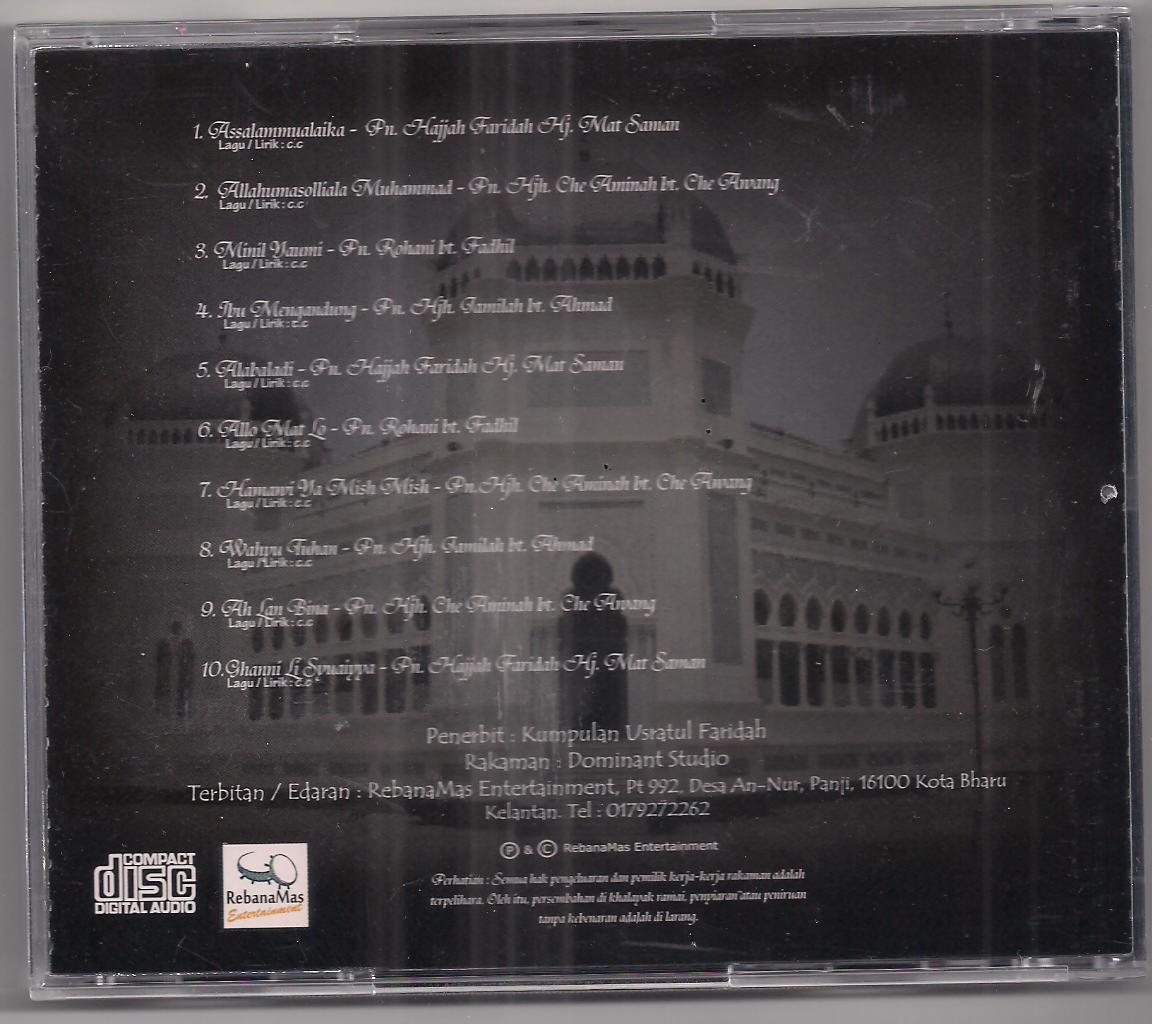 1. Assalammualaika - Pn. Hajjah Faridah Hj. Mat Saman
Lagu / Lirik : c.c
2. Allahumasolliala Muhammad - Pn. Hjh. Che Aminah bt. Che Awang
Lagu / Lirik : c.c
3. Minil Yaumi - Pn. Rohani bt. Fadhil
Lagu / Lirik : c.c
4. Ibu Mengandung - Pn. Hjh. Jamilah bt. Ahmad
Lagu / Lirik : c.c
5. Alabaladi - Pn. Hajjah Faridah Hj. Mat Saman
Lagu / Lirik : c.c
6. Allo Mat Lo - Pn. Rohani bt. Fadhil
Lagu / Lirik : c.c
7. Hamawi Ya Mish Mish - Pn.Hjh. Che Aminah bt. Che Awang
Lagu / Lirik : c.c
8. Wahyu Tuhan - Pn. Hjh. Jamilah bt. Ahmad
Lagu / Lirik : c.c
9. Ah Lan Bina - Pn. Hjh. Che Aminah bt. Che Awang
Lagu / Lirik : c.c
10. Ghanni Li Syuaiyya - Pn. Hajjah Faridah Hj. Mat Saman
Lagu / Lirik : c.c
Penerbit : Kumpulan Usratul Faridah
Rakaman : Dominant Studio
Terbitan / Edaran : RebanaMas Entertainment, Pt 992, Desa An-Nur, Panji, 16100 Kota Bharu
Kelantan. Tel : 0179272262
Ⓟ & © RebanaMas Entertainment
COMPACT
disc
DIGITAL AUDIO
RebanaMas
Entertainment
Perhatian : Semua hak pengeluaran dan pemilik kerja-kerja rakaman adalah
terpelihara. Oleh itu, persembahan di khalayak ramai, penyiaran atau peniruan
tanpa kebenaran adalah di larang.